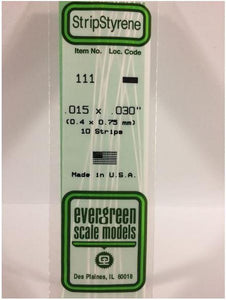 StripStyrene
Item No. Loc. Code
111
.015 x .030"
(0.4 x 0.75 mm)
10 Strips
Made in U.S.A.
evergreen
scale models
Des Plaines, IL 60018